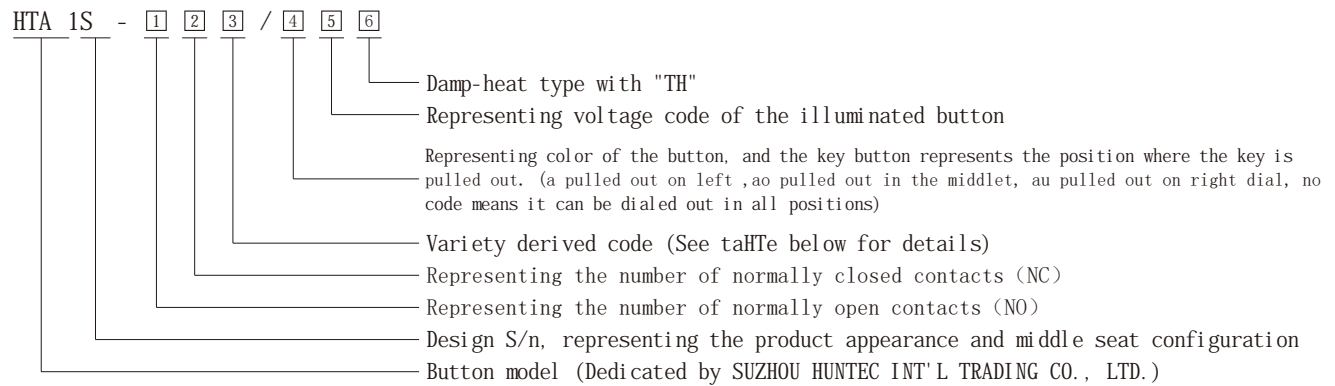 HTA 1S - 1 2 3 / 4 5 6
Damp-heat type with "TH"
Representing voltage code of the illuminated button
Representing color of the button, and the key button represents the position where the key is
pulled out. (a pulled out on left ,ao pulled out in the middlet, au pulled out on right dial, no
code means it can be dialed out in all positions)
Variety derived code (See taHTe below for details)
Representing the number of normally closed contacts（NC）
Representing the number of normally open contacts（NO）
Design S/n, representing the product appearance and middle seat configuration
Button model (Dedicated by SUZHOU HUNTEC INT'L TRADING CO., LTD.)